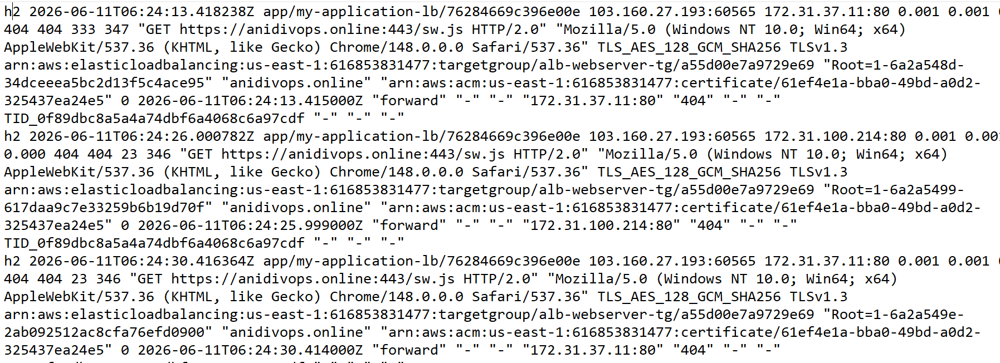 h2 2026-06-11T06:24:13.418238Z app/my-application-lb/76284669c396e00e 103.160.27.193:60565 172.31.37.11:80 0.001 0.001
404 404 333 347 "GET https://anidivops.online:443/sw.js HTTP/2.0" "Mozilla/5.0 (Windows NT 10.0; Win64; x64)
AppleWebKit/537.36 (KHTML, like Gecko) Chrome/148.0.0.0 Safari/537.36" TLS_AES_128_GCM_SHA256 TLSv1.3
arn:aws:elasticloadbalancing:us-east-1:616853831477:targetgroup/alb-webserver-tg/a55d00e7a9729e69 "Root=1-6a2a548d-
34dceeea5bc2d13f5c4ace95" "anidivops.online" "arn:aws:acm:us-east-1:616853831477:certificate/61ef4e1a-bba0-49bd-a0d2-
325437ea24e5" 0 2026-06-11T06:24:13.415000Z "forward" "-" "-" "172.31.37.11:80" "404" "-" "-"
TID_0f89dbc8a5a4a74dbf6a4068c6a97cdf "-" "-" "-"
h2 2026-06-11T06:24:26.000782Z app/my-application-lb/76284669c396e00e 103.160.27.193:60565 172.31.100.214:80 0.001 0.001
0.000 404 404 23 346 "GET https://anidivops.online:443/sw.js HTTP/2.0" "Mozilla/5.0 (Windows NT 10.0; Win64; x64)
AppleWebKit/537.36 (KHTML, like Gecko) Chrome/148.0.0.0 Safari/537.36" TLS_AES_128_GCM_SHA256 TLSv1.3
arn:aws:elasticloadbalancing:us-east-1:616853831477:targetgroup/alb-webserver-tg/a55d00e7a9729e69 "Root=1-6a2a5499-
617daa9c7e33259b6b19d70f" "anidivops.online" "arn:aws:acm:us-east-1:616853831477:certificate/61ef4e1a-bba0-49bd-a0d2-
325437ea24e5" 0 2026-06-11T06:24:25.999000Z "forward" "-" "-" "172.31.100.214:80" "404" "-" "-"
TID_0f89dbc8a5a4a74dbf6a4068c6a97cdf "-" "-" "-"
h2 2026-06-11T06:24:30.416364Z app/my-application-lb/76284669c396e00e 103.160.27.193:60565 172.31.37.11:80 0.001 0.001
404 404 23 346 "GET https://anidivops.online:443/sw.js HTTP/2.0" "Mozilla/5.0 (Windows NT 10.0; Win64; x64)
AppleWebKit/537.36 (KHTML, like Gecko) Chrome/148.0.0.0 Safari/537.36" TLS_AES_128_GCM_SHA256 TLSv1.3
arn:aws:elasticloadbalancing:us-east-1:616853831477:targetgroup/alb-webserver-tg/a55d00e7a9729e69 "Root=1-6a2a549e-
2ab092512ac8cfa76efd0900" "anidivops.online" "arn:aws:acm:us-east-1:616853831477:certificate/61ef4e1a-bba0-49bd-a0d2-
325437ea24e5" 0 2026-06-11T06:24:30.414000Z "forward" "-" "-" "172.31.37.11:80" "404" "-" "-"